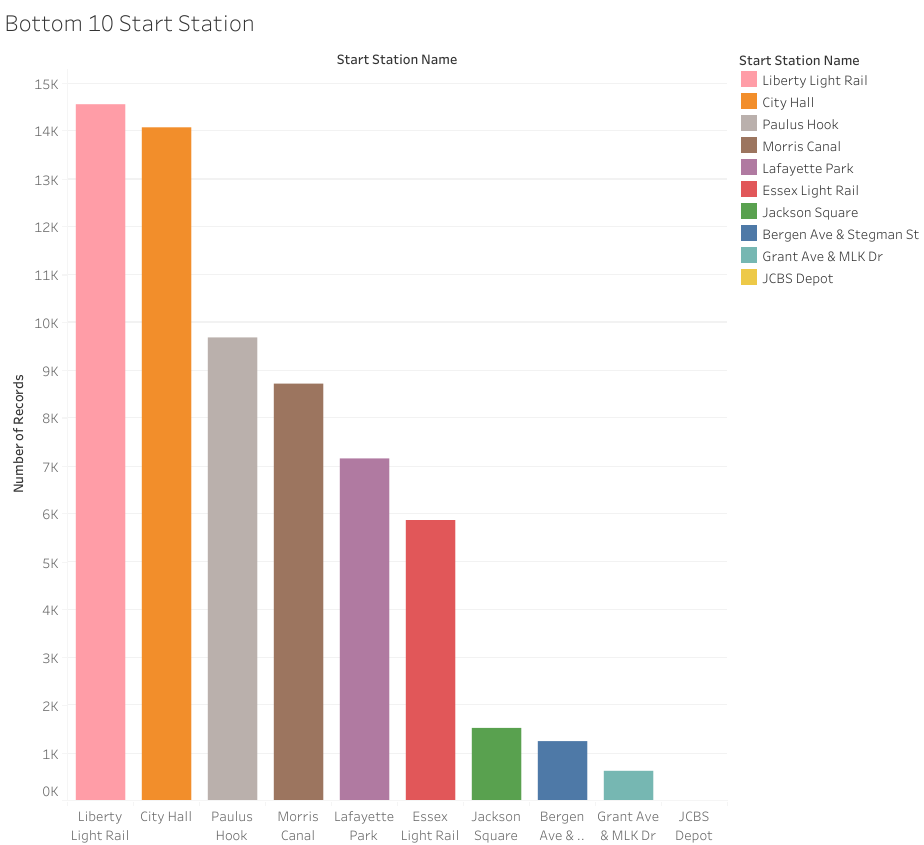 Bottom 10 Start Station
Start Station Name
15K
14K
13K
12K
11K
10K
9K
8K
7K
6K
5K
4K
3K
2K
1K
0K
Number of Records
Liberty
Light Rail
City Hall
Paulus
Hook
Morris
Canal
Lafayette
Park
Essex
Light Rail
Jackson
Square
Bergen
Ave & ..
Grant Ave
& MLK Dr
JCBS
Depot
Start Station Name
Liberty Light Rail
City Hall
Paulus Hook
Morris Canal
Lafayette Park
Essex Light Rail
Jackson Square
Bergen Ave & Stegman St
Grant Ave & MLK Dr
JCBS Depot